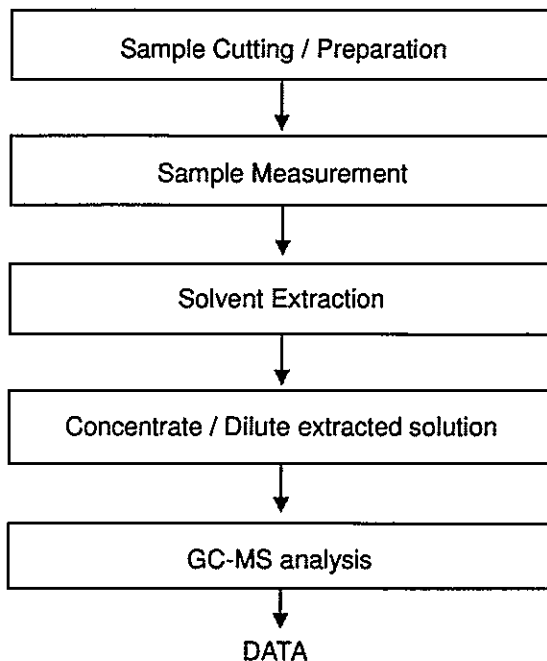 Sample Cutting / Preparation
Sample Measurement
Solvent Extraction
Concentrate / Dilute extracted solution
GC-MS analysis
DATA